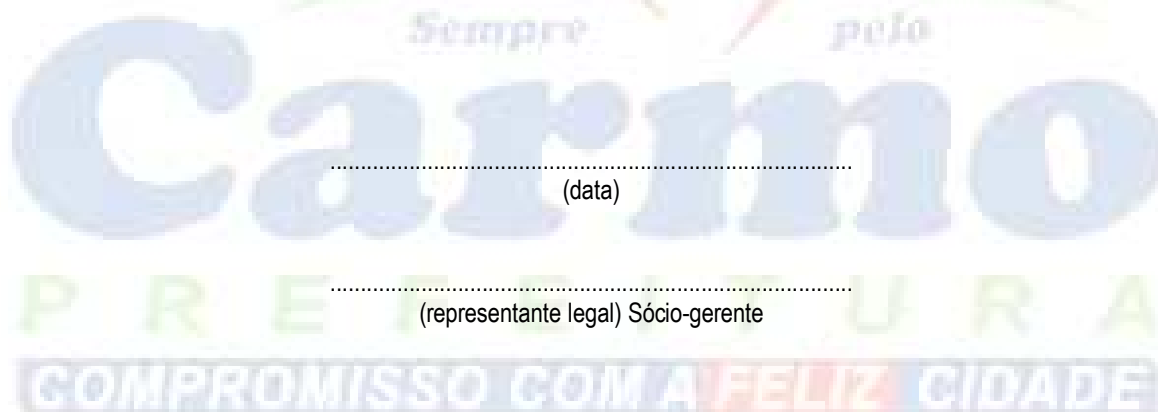 Sempre pelo
Carmo
........................................................................................
(data)
PREFEITURA
........................................................................................
(representante legal) Sócio-gerente
COMPROMISSO COM A FELIZ CIDADE